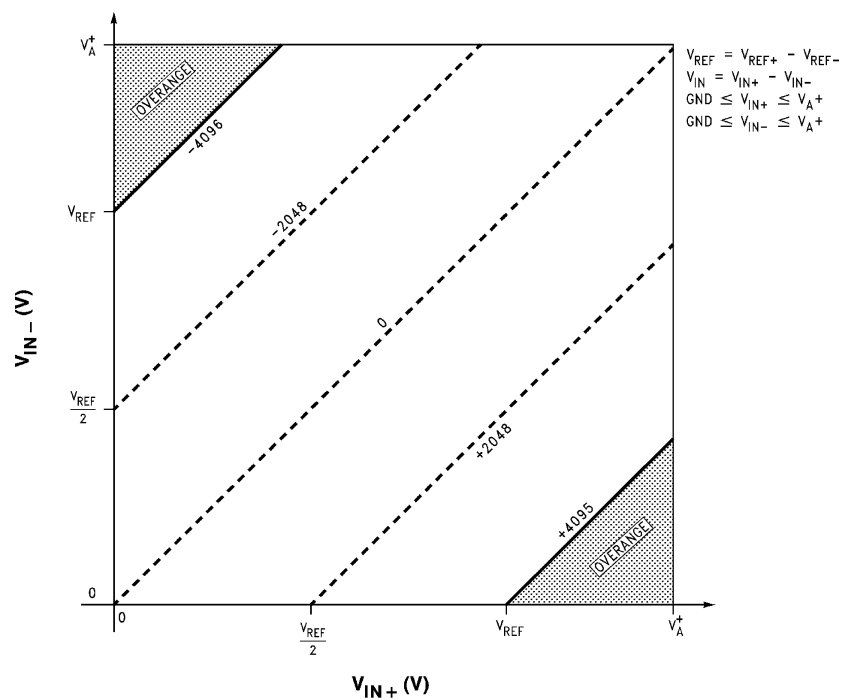 V_A^+
OVERANGE
-4096
V_REF = V_REF+ - V_REF-
V_IN = V_IN+ - V_IN-
GND ≤ V_IN+ ≤ V_A+
GND ≤ V_IN- ≤ V_A+
V_REF
-2048
0
V_IN- (V)
V_REF
2
+2048
+4095
OVERANGE
0
0
V_REF
2
V_REF
V_A^+
V_IN+ (V)